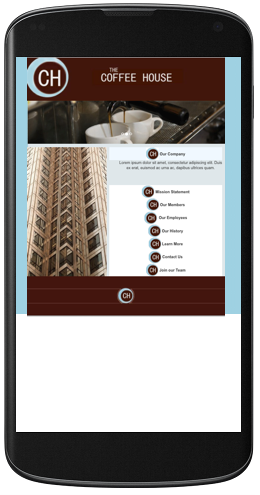 CH
THE
COFFEE HOUSE
CH Our Company
Lorem ipsum dolor sit amet, consectetur adipiscing elit. Duis
ex erat, euismod ac urna ac, dapibus ultrices quam.
CH Mission Statement
CH Our Members
CH Our Employees
CH Our History
CH Learn More
CH Contact Us
CH Join our Team
CH